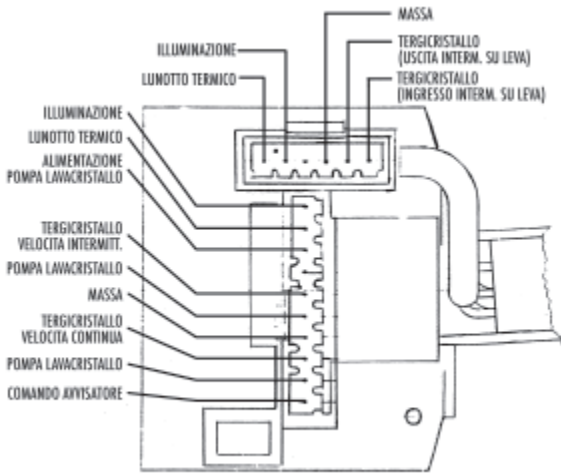 MASSA
ILLUMINAZIONE
TERGICRISTALLO
(USCITA INTERM. SU LEVA)
LUNOTTO TERMICO
TERGICRISTALLO
(INGRESSO INTERM. SU LEVA)
ILLUMINAZIONE
LUNOTTO TERMICO
ALIMENTAZIONE
POMPA LAVACRISTALLO
TERGICRISTALLO
VELOCITA INTERMITT.
POMPA LAVACRISTALLO
MASSA
TERGICRISTALLO
VELOCITA CONTINUA
POMPA LAVACRISTALLO
COMANDO AVVISATORE